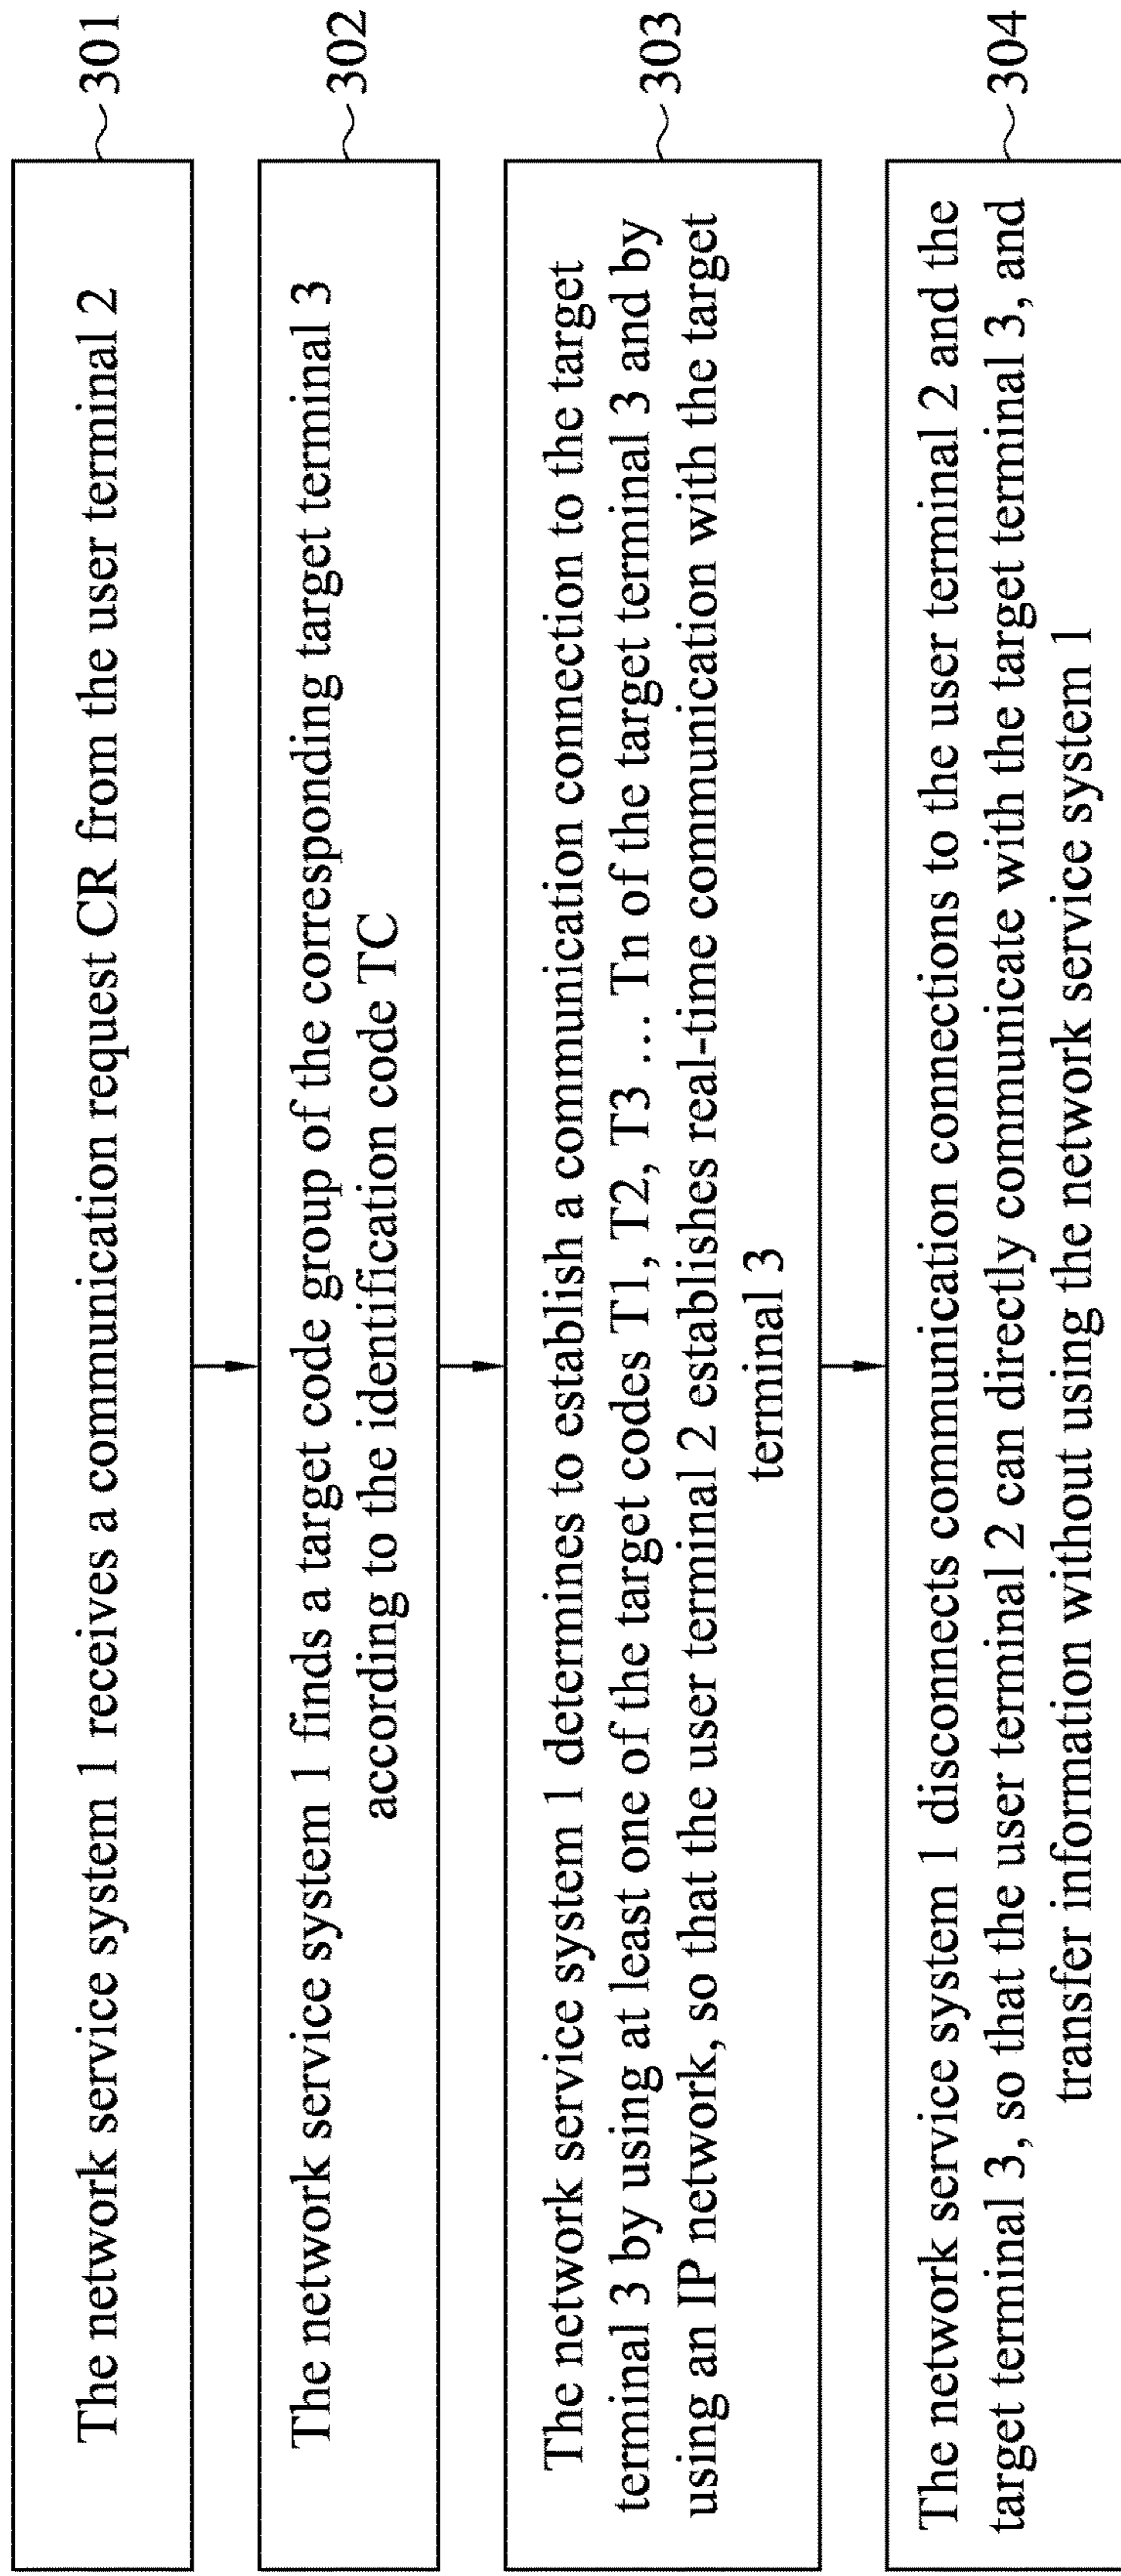 The network service system 1 receives a communication request CR from the user terminal 2
301
The network service system 1 finds a target code group of the corresponding target terminal 3
according to the identification code TC
302
The network service system 1 determines to establish a communication connection to the target
terminal 3 by using at least one of the target codes T1, T2, T3 … Tn of the target terminal 3 and by
using an IP network, so that the user terminal 2 establishes real-time communication with the target
terminal 3
303
The network service system 1 disconnects communication connections to the user terminal 2 and the
target terminal 3, so that the user terminal 2 can directly communicate with the target terminal 3, and
transfer information without using the network service system 1
304